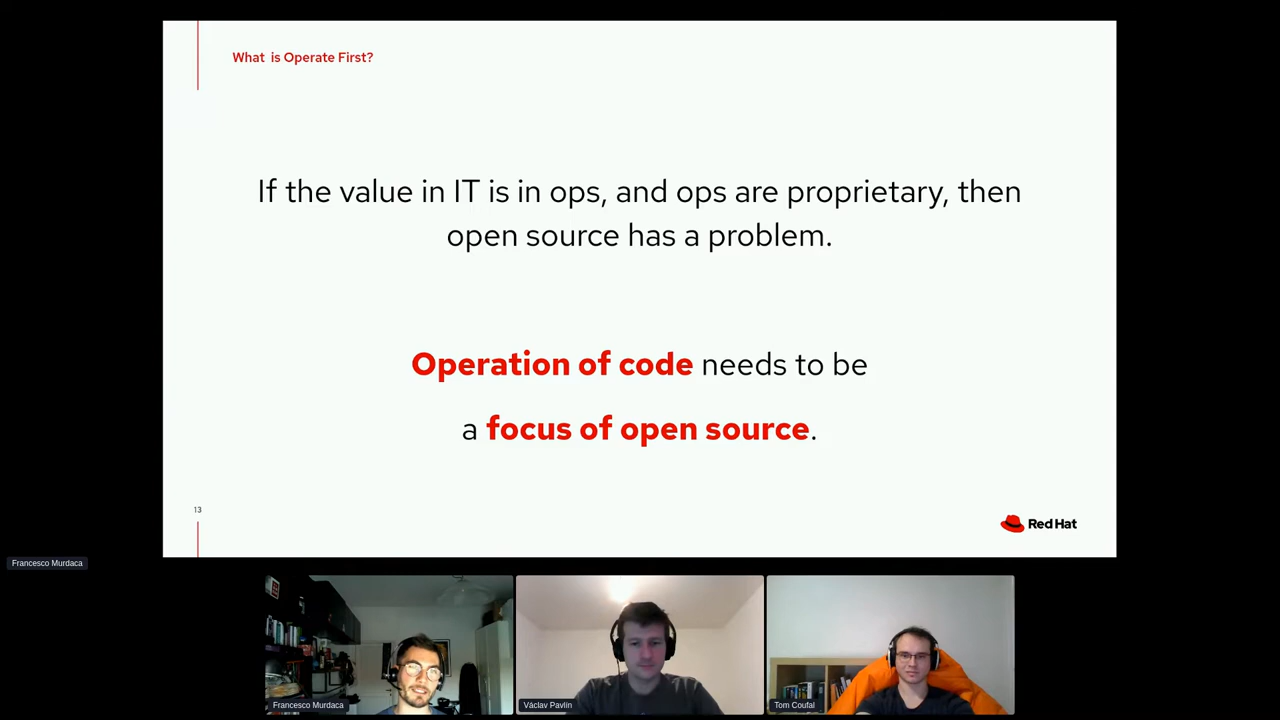 What is Operate First?
If the value in IT is in ops, and ops are proprietary, then
open source has a problem.
Operation of code needs to be
a focus of open source.
13
Red Hat
Francesco Murdaca
Francesco Murdaca
Václav Pavlín
Tom Coufal